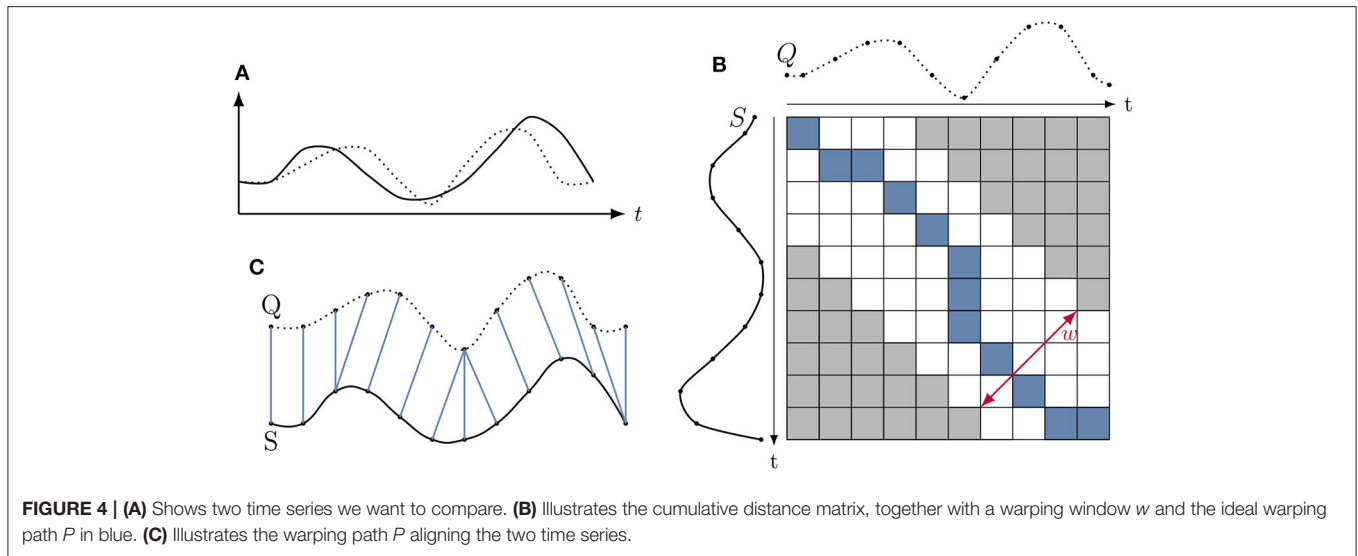 A
t
C
Q
S
B
Q
t
S
w
t
FIGURE 4 | (A) Shows two time series we want to compare. (B) Illustrates the cumulative distance matrix, together with a warping window w and the ideal warping
path P in blue. (C) Illustrates the warping path P aligning the two time series.